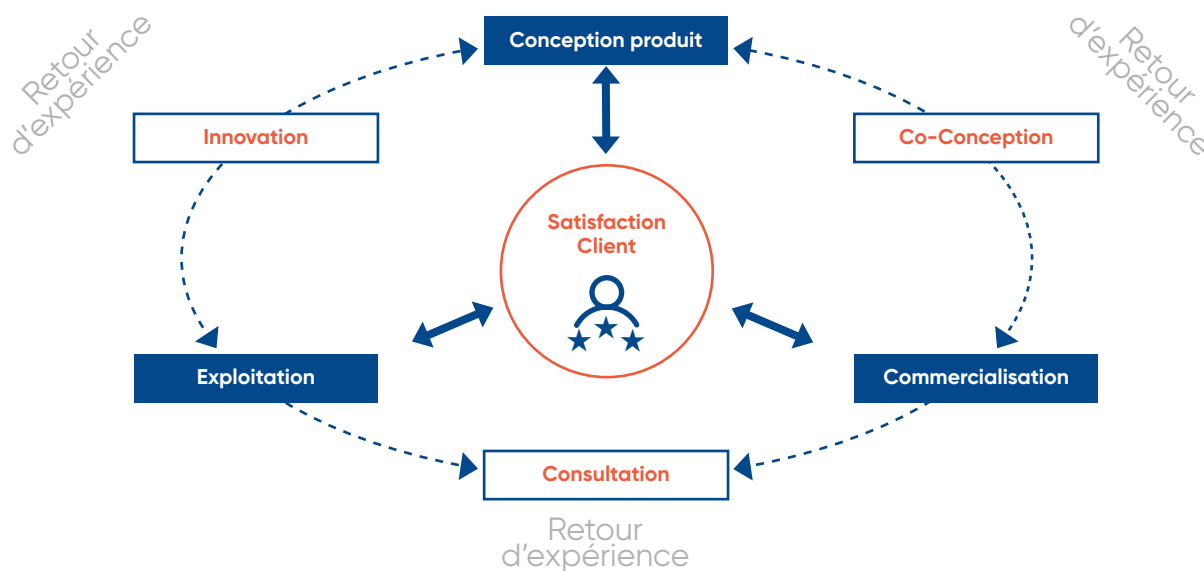 Retour
d'expérience
Conception produit
Retour
d'expérience
Innovation
Co-Conception
Satisfaction
Client
Exploitation
Commercialisation
Consultation
Retour
d'expérience